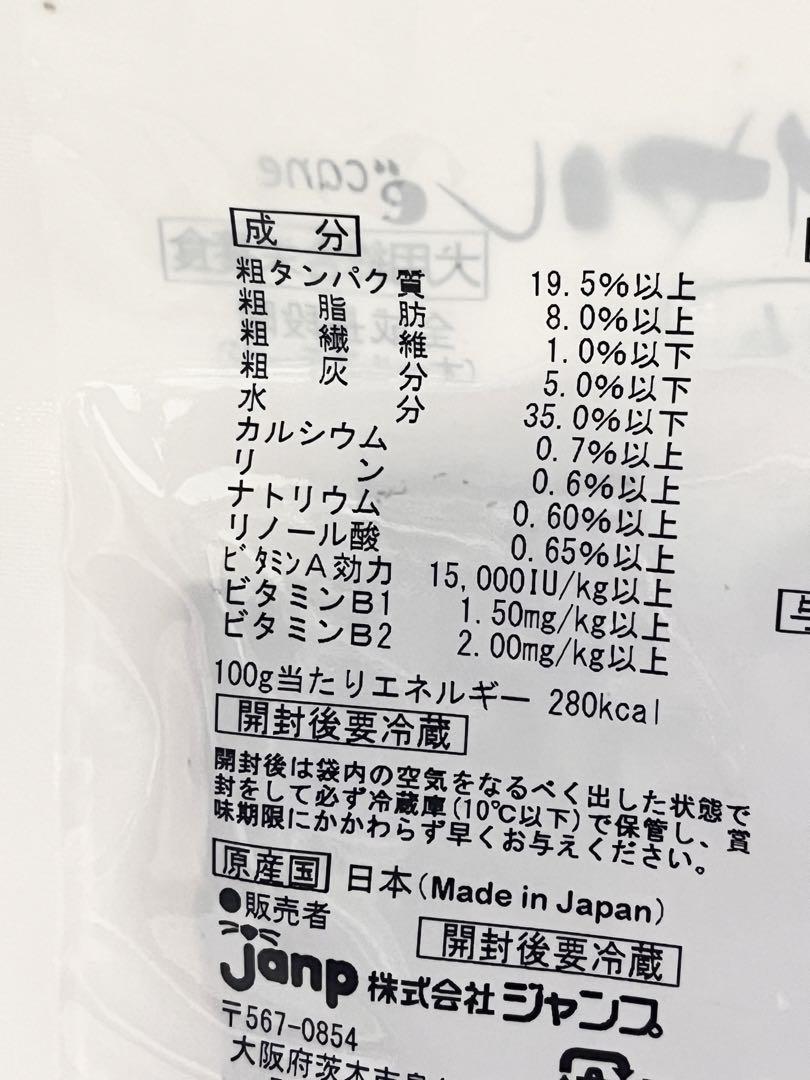 成 分
粗タンパク質 19.5%以上
粗脂肪 8.0%以上
粗繊維 1.0%以下
粗灰分 5.0%以下
水分 35.0%以下
カルシウム 0.7%以上
リン 0.6%以上
ナトリウム 0.60%以上
リノール酸 0.65%以上
ビタミンA効力 15,000IU/kg以上
ビタミンB1 1.50mg/kg以上
ビタミンB2 2.00mg/kg以上
100g当たりエネルギー 280kcal
開封後要冷蔵
開封後は袋内の空気をなるべく出した状態で
封をして必ず冷蔵庫(10℃以下)で保管し、賞
味期限にかかわらず早くお与えください。
原産国 日本(Made in Japan)
●販売者
開封後要冷蔵
janp 株式会社ジャンプ
〒567-0854
大阪府茨木市